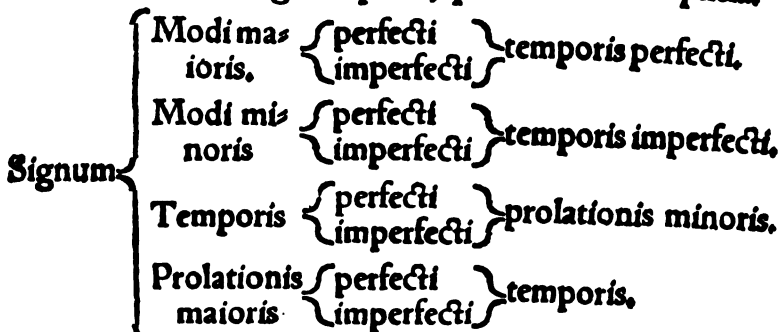 Modi ma⸗ perfecti
ioris. imperfecti temporis perfecti.
Modi mi⸗ perfecti
noris imperfecti temporis imperfecti.
Signum
Temporis perfecti
imperfecti prolationis minoris.
Prolationis perfecti
maioris imperfecti temporis.